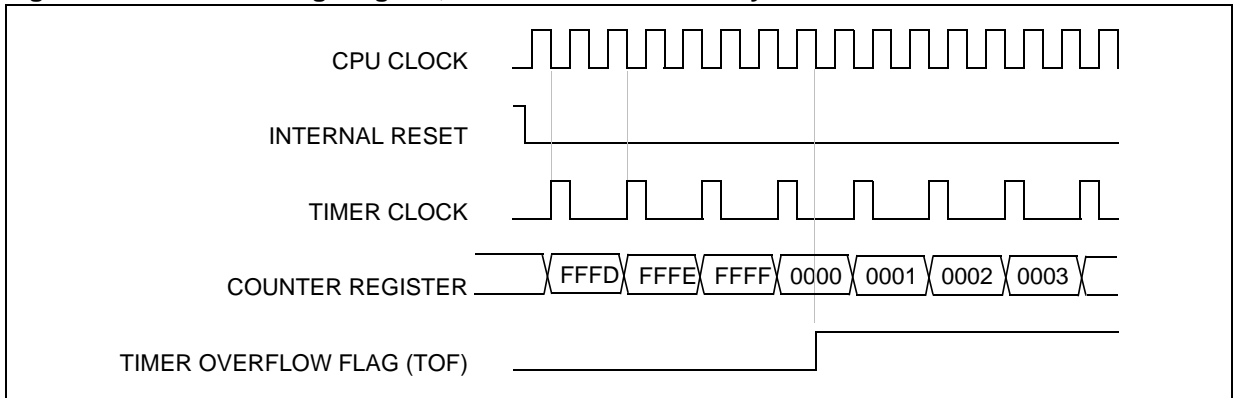 CPU CLOCK
INTERNAL RESET
TIMER CLOCK
COUNTER REGISTER FFFD FFFE FFFF 0000 0001 0002 0003
TIMER OVERFLOW FLAG (TOF)